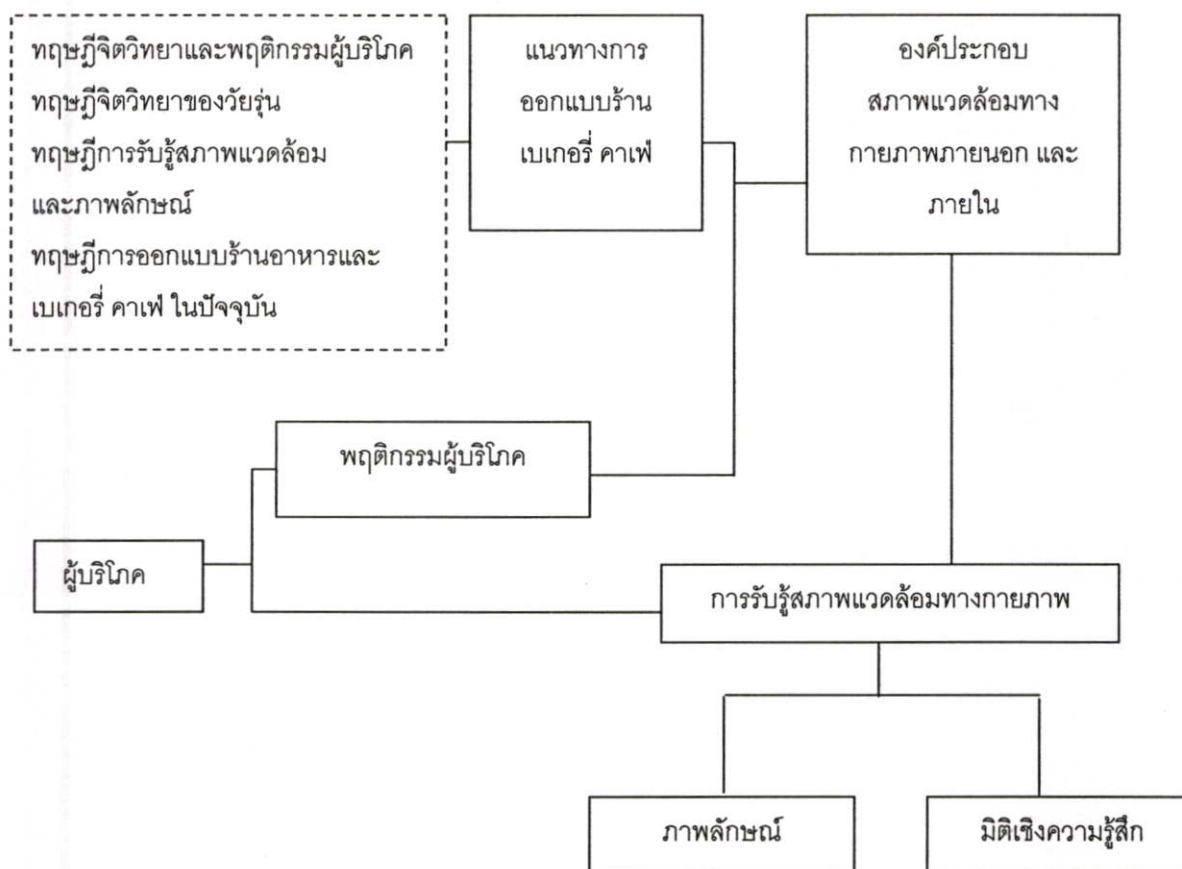 ทฤษฎีจิตวิทยาและพฤติกรรมผู้บริโภค
ทฤษฎีจิตวิทยาของวัยรุ่น
ทฤษฎีการรับรู้สภาพแวดล้อม
และภาพลักษณ์
ทฤษฎีการออกแบบร้านอาหารและ
เบเกอรี่ คาเฟ่ ในปัจจุบัน
แนวทางการ
ออกแบบร้าน
เบเกอรี่ คาเฟ่
องค์ประกอบ
สภาพแวดล้อมทาง
กายภาพภายนอก และ
ภายใน
พฤติกรรมผู้บริโภค
ผู้บริโภค
การรับรู้สภาพแวดล้อมทางกายภาพ
ภาพลักษณ์
มิติเชิงความรู้สึก